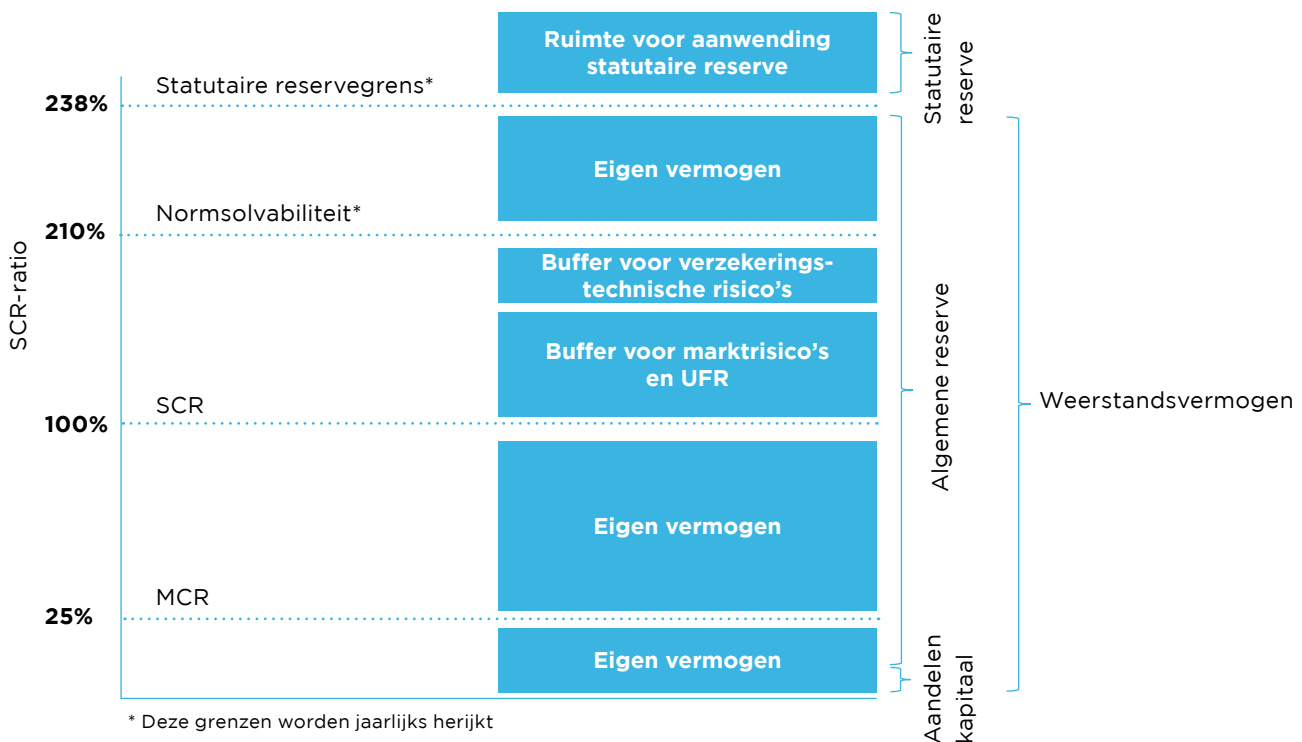 Ruimte voor aanwending
statutaire reserve
Statutaire
reserve
Statutaire reservegrens*
238%
Eigen vermogen
Normsolvabiliteit*
210%
Buffer voor verzekerings-
technische risico’s
SCR-ratio
Buffer voor marktrisico’s
en UFR
Algemene reserve
Weerstandsvermogen
SCR
100%
Eigen vermogen
MCR
25%
Eigen vermogen
Aandelen
kapitaal
* Deze grenzen worden jaarlijks herijkt